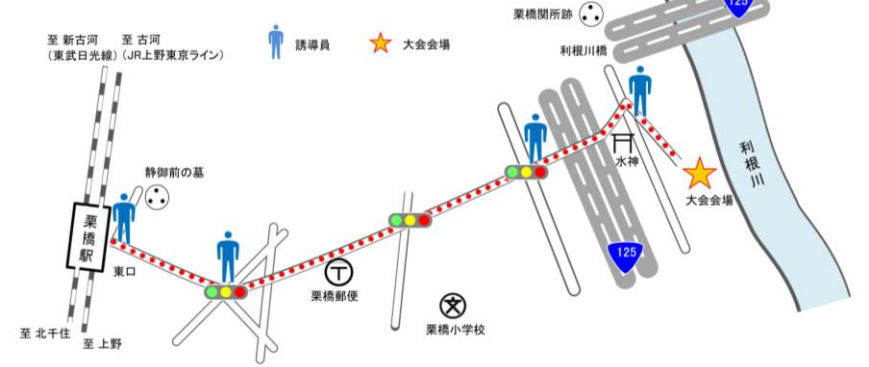 栗橋関所跡
125
至 新古河 至 古河
(東武日光線) (JR上野東京ライン)
誘導員
大会会場
利根川橋
静御前の墓
水神
利根川
大会会場
栗橋駅
東口
125
栗橋郵便
栗橋小学校
至 北千住
至 上野